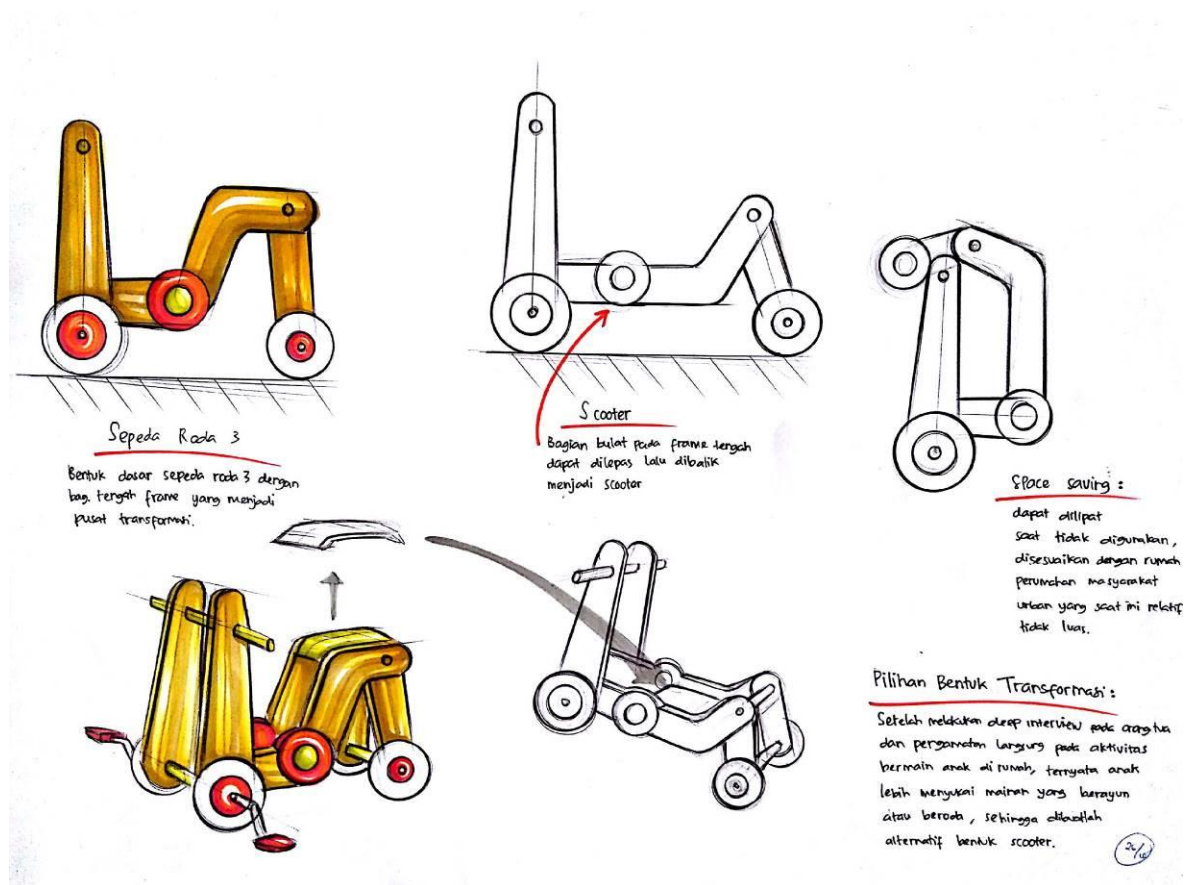 Sepeda Roda 3
Bentuk dasar sepeda roda 3 dengan
bag. tengah frame yang menjadi
pusat transformasi.
Scooter
Bagian bulat pada frame tengah
dapat dilepas lalu dibalik
menjadi scooter
Space saving :
dapat dilipat
saat tidak digunakan,
disesuaikan dengan rumah
perumahan masyarakat
urban yang saat ini relatif
tidak luas.
Pilihan Bentuk Transformasi :
Setelah melakukan deep interview pada orang tua
dan pengamatan langsung pada aktivitas
bermain anak di rumah, ternyata anak
lebih menyukai mainan yang berayun
atau beroda, sehingga dibuatlah
alternatif bentuk scooter.